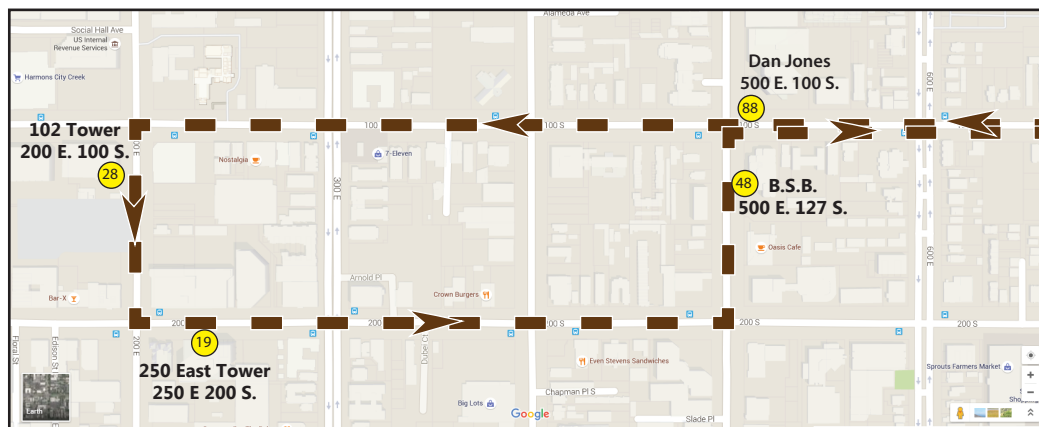 Social Hall Ave
US Internal
Revenue Services
Harmons City Creek
Alameda Ave
Dan Jones
500 E. 100 S.
88
102 Tower
200 E. 100 S.
28
100
100 S
100 S
600 E
Nostalgia
7-Eleven
300 E
48
B.S.B.
500 E. 127 S.
Oasis Cafe
600 E
Arnold Pl
Crown Burgers
Bar-X
200
200 S
200 S
200 S
19
250 East Tower
250 E 200 S.
Floral St
Edison St
200 E
Dubei Ct
Even Stevens Sandwiches
Sprouts Farmers Market
Chapman Pl S
Big Lots
Google
Slade Pl
Earth